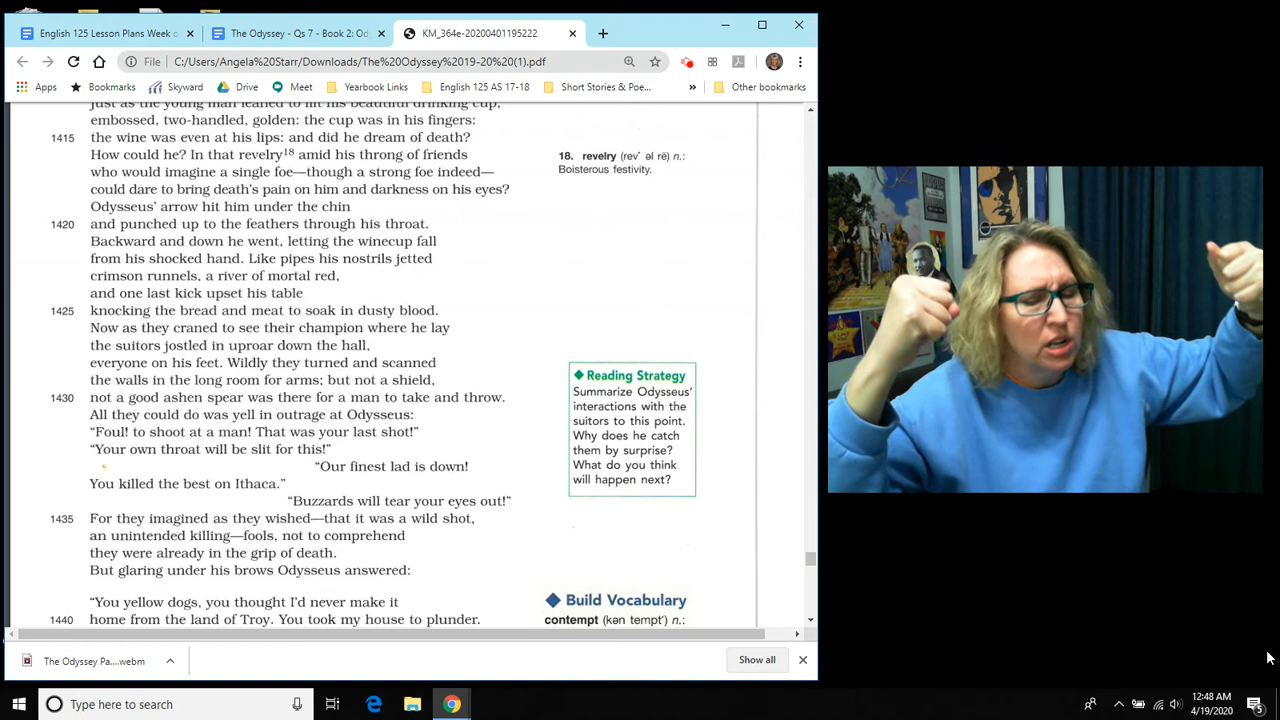 English 125 Lesson Plans Week o
The Odyssey - Qs 7 - Book 2: Od
KM_364e-20200401195222
File
C:/Users/Angela%20Starr/Downloads/The%20Odyssey%2019-20%20(1).pdf
Apps
Bookmarks
Skyward
Drive
Meet
Yearbook Links
English 125 AS 17-18
Short Stories & Poe...
»
Other bookmarks
just as the young man leaned to lift his beautiful drinking cup,
embossed, two-handled, golden: the cup was in his fingers:
1415 the wine was even at his lips: and did he dream of death?
How could he? In that revelry18 amid his throng of friends
who would imagine a single foe—though a strong foe indeed—
could dare to bring death's pain on him and darkness on his eyes?
Odysseus' arrow hit him under the chin
1420 and punched up to the feathers through his throat.
Backward and down he went, letting the winecup fall
from his shocked hand. Like pipes his nostrils jetted
crimson runnels, a river of mortal red,
and one last kick upset his table
1425 knocking the bread and meat to soak in dusty blood.
Now as they craned to see their champion where he lay
the suitors jostled in uproar down the hall,
everyone on his feet. Wildly they turned and scanned
the walls in the long room for arms; but not a shield,
1430 not a good ashen spear was there for a man to take and throw.
All they could do was yell in outrage at Odysseus:
"Foul! to shoot at a man! That was your last shot!"
"Your own throat will be slit for this!"
"Our finest lad is down!
You killed the best on Ithaca."
"Buzzards will tear your eyes out!"
1435 For they imagined as they wished—that it was a wild shot,
an unintended killing—fools, not to comprehend
they were already in the grip of death.
But glaring under his brows Odysseus answered:
"You yellow dogs, you thought I'd never make it
1440 home from the land of Troy. You took my house to plunder.
18. revelry (rev' əl rē) n.:
Boisterous festivity.
◆ Reading Strategy
Summarize Odysseus'
interactions with the
suitors to this point.
Why does he catch
them by surprise?
What do you think
will happen next?
◆ Build Vocabulary
contempt (kən tempt') n.:
The Odyssey Pa....webm
Show all
Type here to search
12:48 AM
4/19/2020
5